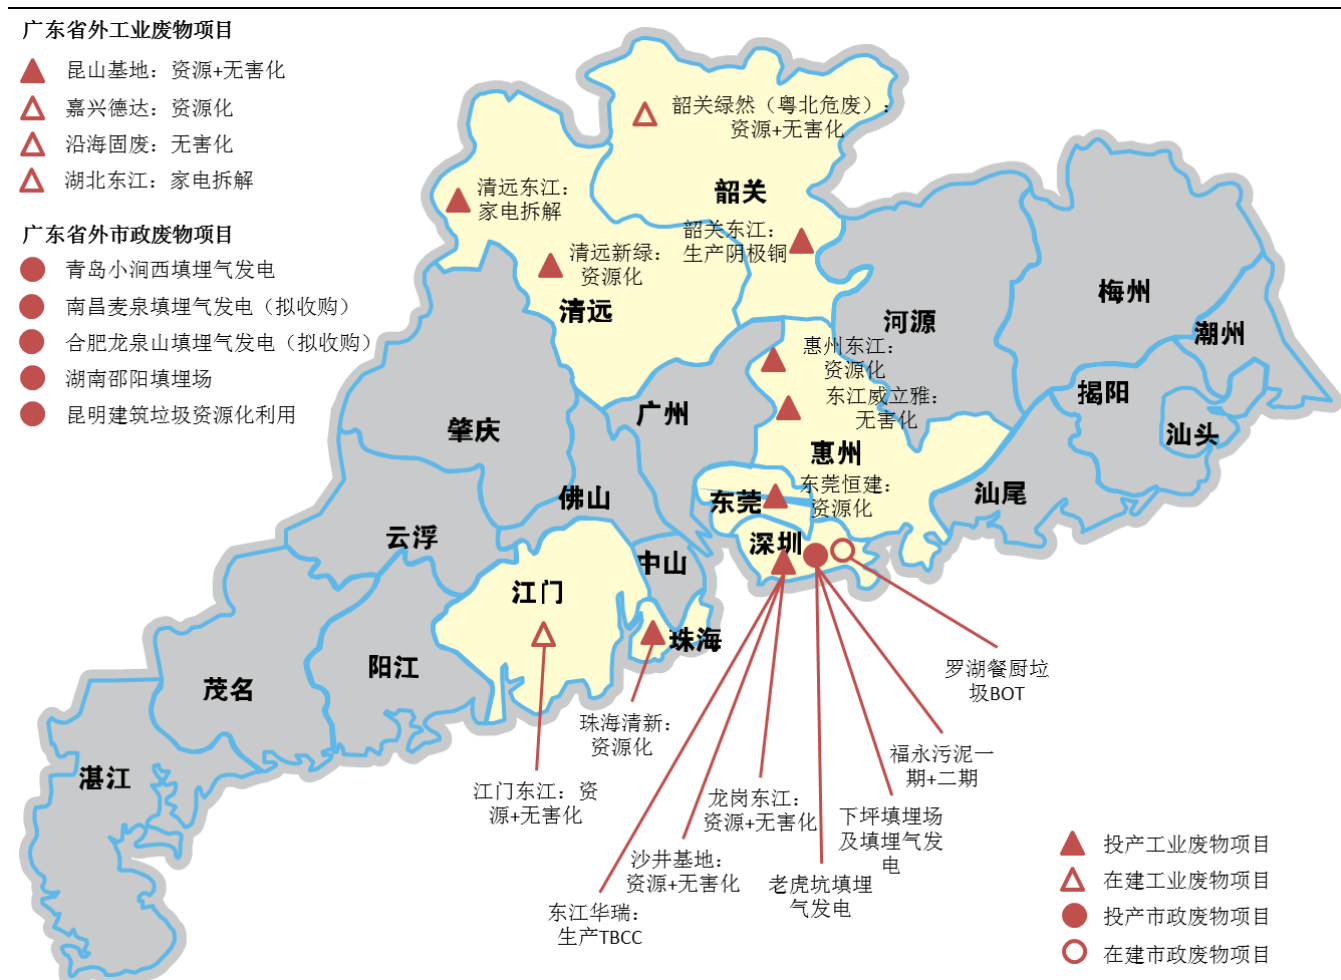 广东省外工业废物项目
昆山基地：资源+无害化
嘉兴德达：资源化
沿海固废：无害化
湖北东江：家电拆解
广东省外市政废物项目
青岛小涧西填埋气发电
南昌麦泉填埋气发电（拟收购）
合肥龙泉山填埋气发电（拟收购）
湖南邵阳填埋场
昆明建筑垃圾资源化利用
韶关绿然（粤北危废）：
资源+无害化
韶关
清远东江：
家电拆解
韶关东江：
生产阴极铜
清远新绿：
资源化
清远
河源
梅州
潮州
惠州东江：
资源化
揭阳
东江威立雅：
无害化
广州
肇庆
汕头
惠州
东莞恒建：
资源化
东莞
佛山
汕尾
云浮
深圳
中山
江门
珠海
阳江
茂名
湛江
罗湖餐厨垃
圾BOT
珠海清新：
资源化
福永污泥一
期+二期
江门东江：资
源+无害化
龙岗东江：
资源+无害化
下坪填埋场
及填埋气发
电
沙井基地：
资源+无害化
老虎坑填埋
气发电
东江华瑞：
生产TBCC
投产工业废物项目
在建工业废物项目
投产市政废物项目
在建市政废物项目